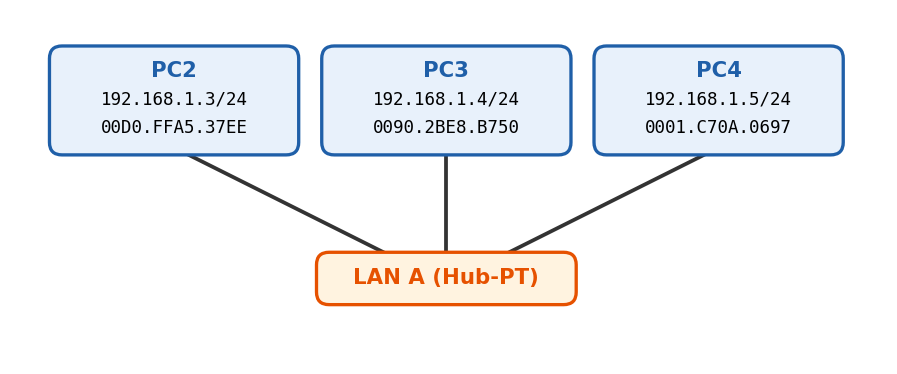 PC2
192.168.1.3/24
00D0.FFA5.37EE
PC3
192.168.1.4/24
0090.2BE8.B750
PC4
192.168.1.5/24
0001.C70A.0697
LAN A (Hub-PT)